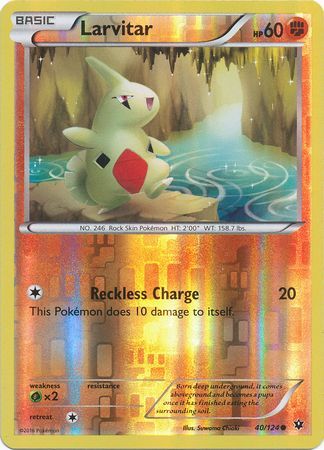 BASIC
Larvitar
HP60
NO. 246 Rock Skin Pokémon HT: 2'00" WT: 158.7 lbs.
Reckless Charge 20
This Pokémon does 10 damage to itself.
weakness
×2
resistance
retreat
Born deep underground, it comes
aboveground and becomes a pupa
once it has finished eating the
surrounding soil.
©2016 Pokémon
Illus. Suwama Chiaki
40/124